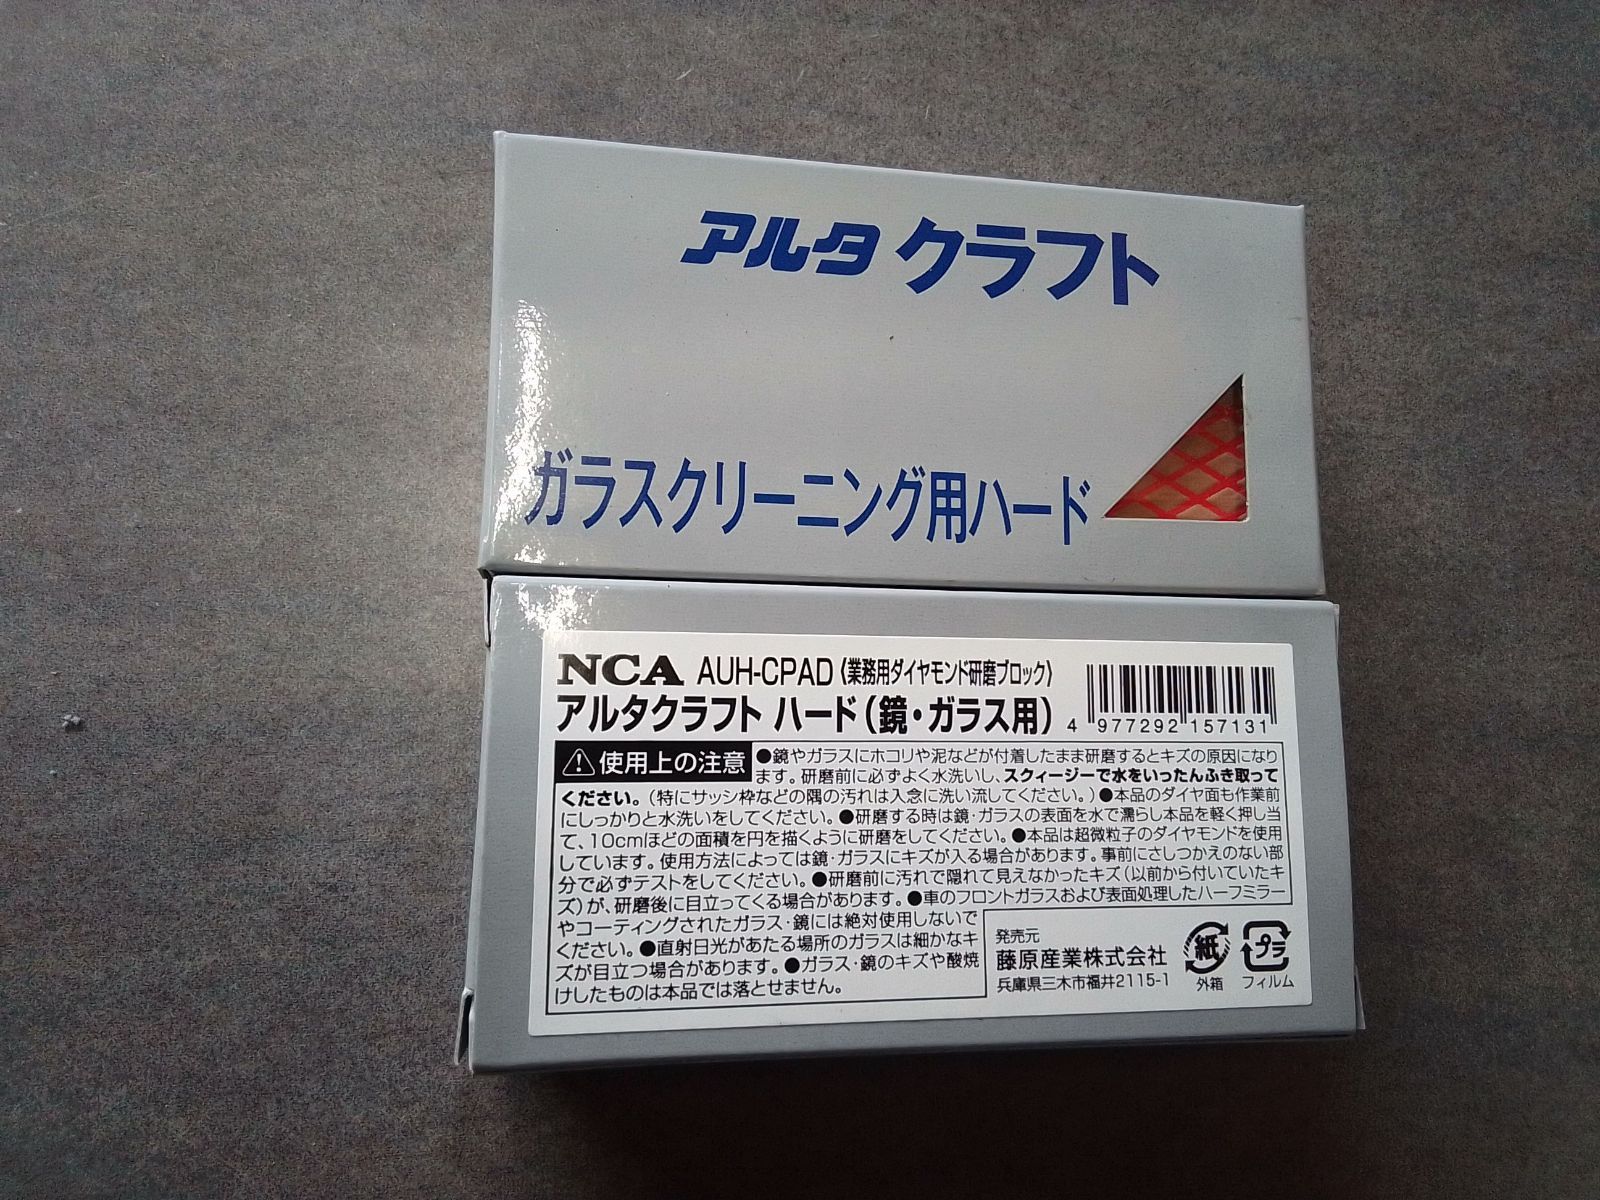 アルタ クラフト
ガラスクリーニング用ハード
NCA AUH-CPAD〈業務用ダイヤモンド研磨ブロック〉
アルタクラフト ハード(鏡・ガラス用)
4 977292 157131
使用上の注意
●鏡やガラスにホコリや泥などが付着したまま研磨するとキズの原因になり
ます。研磨前に必ずよく水洗いし、スクィージーで水をいったんふき取って
ください。(特にサッシ枠などの隅の汚れは入念に洗い流してください。)●本品のダイヤ面も作業前
にしっかりと水洗いをしてください。●研磨する時は鏡・ガラスの表面を水で濡らし本品を軽く押し当
て、10cmほどの面積を円を描くように研磨をしてください。●本品は超微粒子のダイヤモンドを使用
しています。使用方法によっては鏡・ガラスにキズが入る場合があります。事前にさしつかえのない部
分で必ずテストをしてください。●研磨前に汚れで隠れて見えなかったキズ(以前から付いていたキ
ズ)が、研磨後に目立ってくる場合があります。●車のフロントガラスおよび表面処理したハーフミラー
やコーティングされたガラス・鏡には絶対使用しないで
ください。●直射日光があたる場所のガラスは細かなキ
ズが目立つ場合があります。●ガラス・鏡のキズや酸焼
けしたものは本品では落とせません。
発売元
藤原産業株式会社
兵庫県三木市福井2115-1
紙
外箱
プラ
フィルム